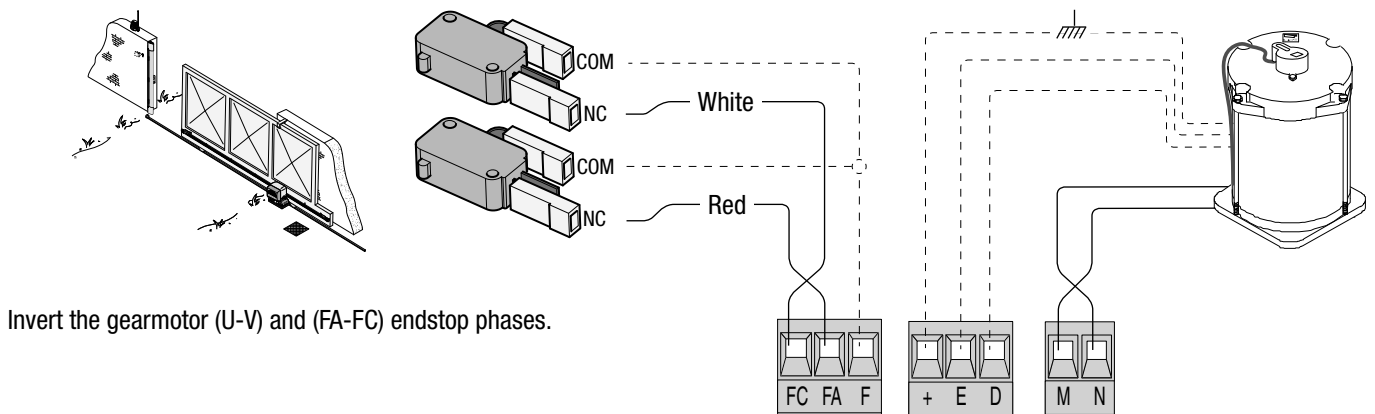 COM
NC
White
COM
NC
Red
Invert the gearmotor (U-V) and (FA-FC) endstop phases.
FC FA F
+ E D
M N